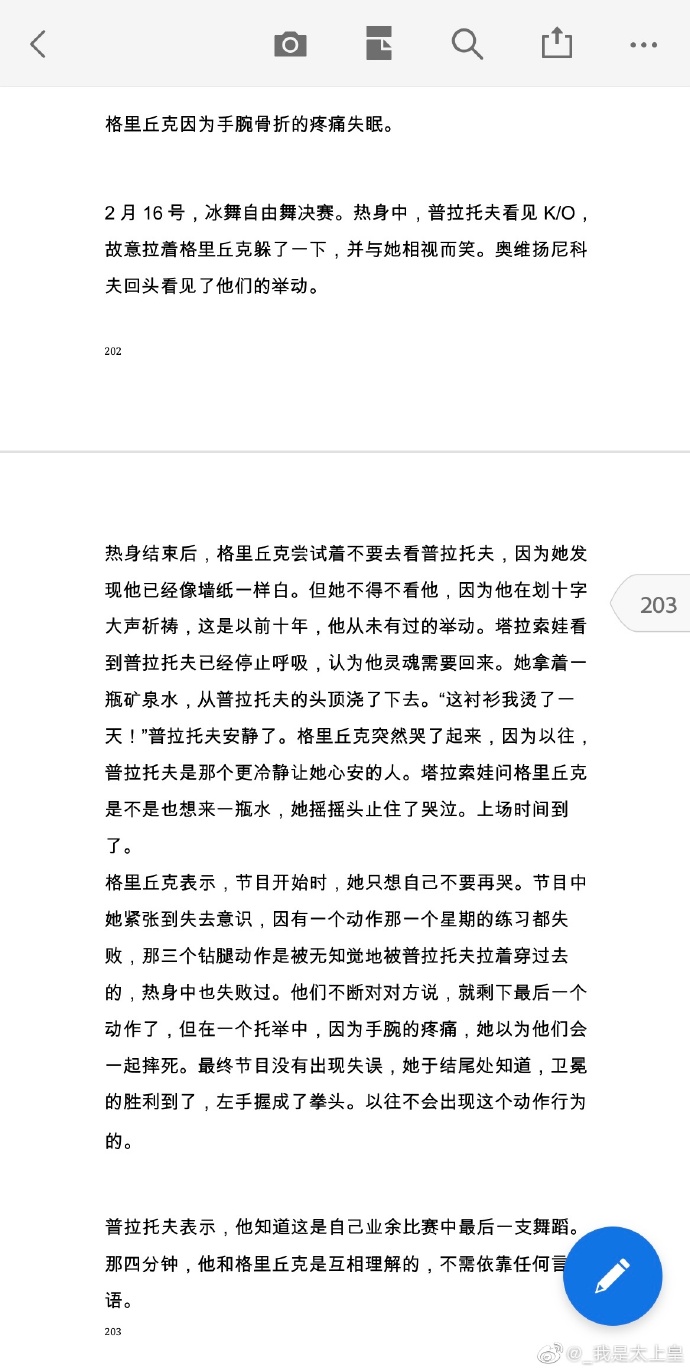 格里丘克因为手腕骨折的疼痛失眠。
2 月 16 号，冰舞自由舞决赛。热身中，普拉托夫看见 K/O，
故意拉着格里丘克躲了一下，并与她相视而笑。奥维扬尼科
夫回头看见了他们的举动。
202
热身结束后，格里丘克尝试着不要去看普拉托夫，因为她发
现他已经像墙纸一样白。但她不得不看他，因为他在划十字
203
大声祈祷，这是以前十年，他从未有过的举动。塔拉索娃看
到普拉托夫已经停止呼吸，认为他灵魂需要回来。她拿着一
瓶矿泉水，从普拉托夫的头顶浇了下去。“这衬衫我烫了一
天！”普拉托夫安静了。格里丘克突然哭了起来，因为以往，
普拉托夫是那个更冷静让她心安的人。塔拉索娃问格里丘克
是不是也想来一瓶水，她摇摇头止住了哭泣。上场时间到
了。
格里丘克表示，节目开始时，她只想自己不要再哭。节目中
她紧张到失去意识，因有一个动作那一个星期的练习都失
败，那三个钻腿动作是被无知觉地被普拉托夫拉着穿过去
的，热身中也失败过。他们不断对对方说，就剩下最后一个
动作了，但在一个托举中，因为手腕的疼痛，她以为他们会
一起摔死。最终节目没有出现失误，她于结尾处知道，卫冕
的胜利到了，左手握成了拳头。以往不会出现这个动作行为
的。
普拉托夫表示，他知道这是自己业余比赛中最后一支舞蹈。
那四分钟，他和格里丘克是互相理解的，不需依靠任何言
语。
203
@_我是太上皇